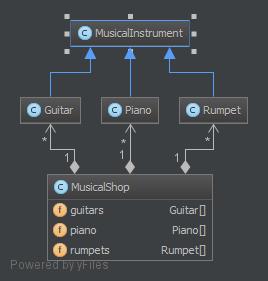 MusicalInstrument
Guitar
Piano
Rumpet
* * *
1 1 1
MusicalShop
guitars Guitar[]
piano Piano[]
rumpets Rumpet[]
Powered by yFiles